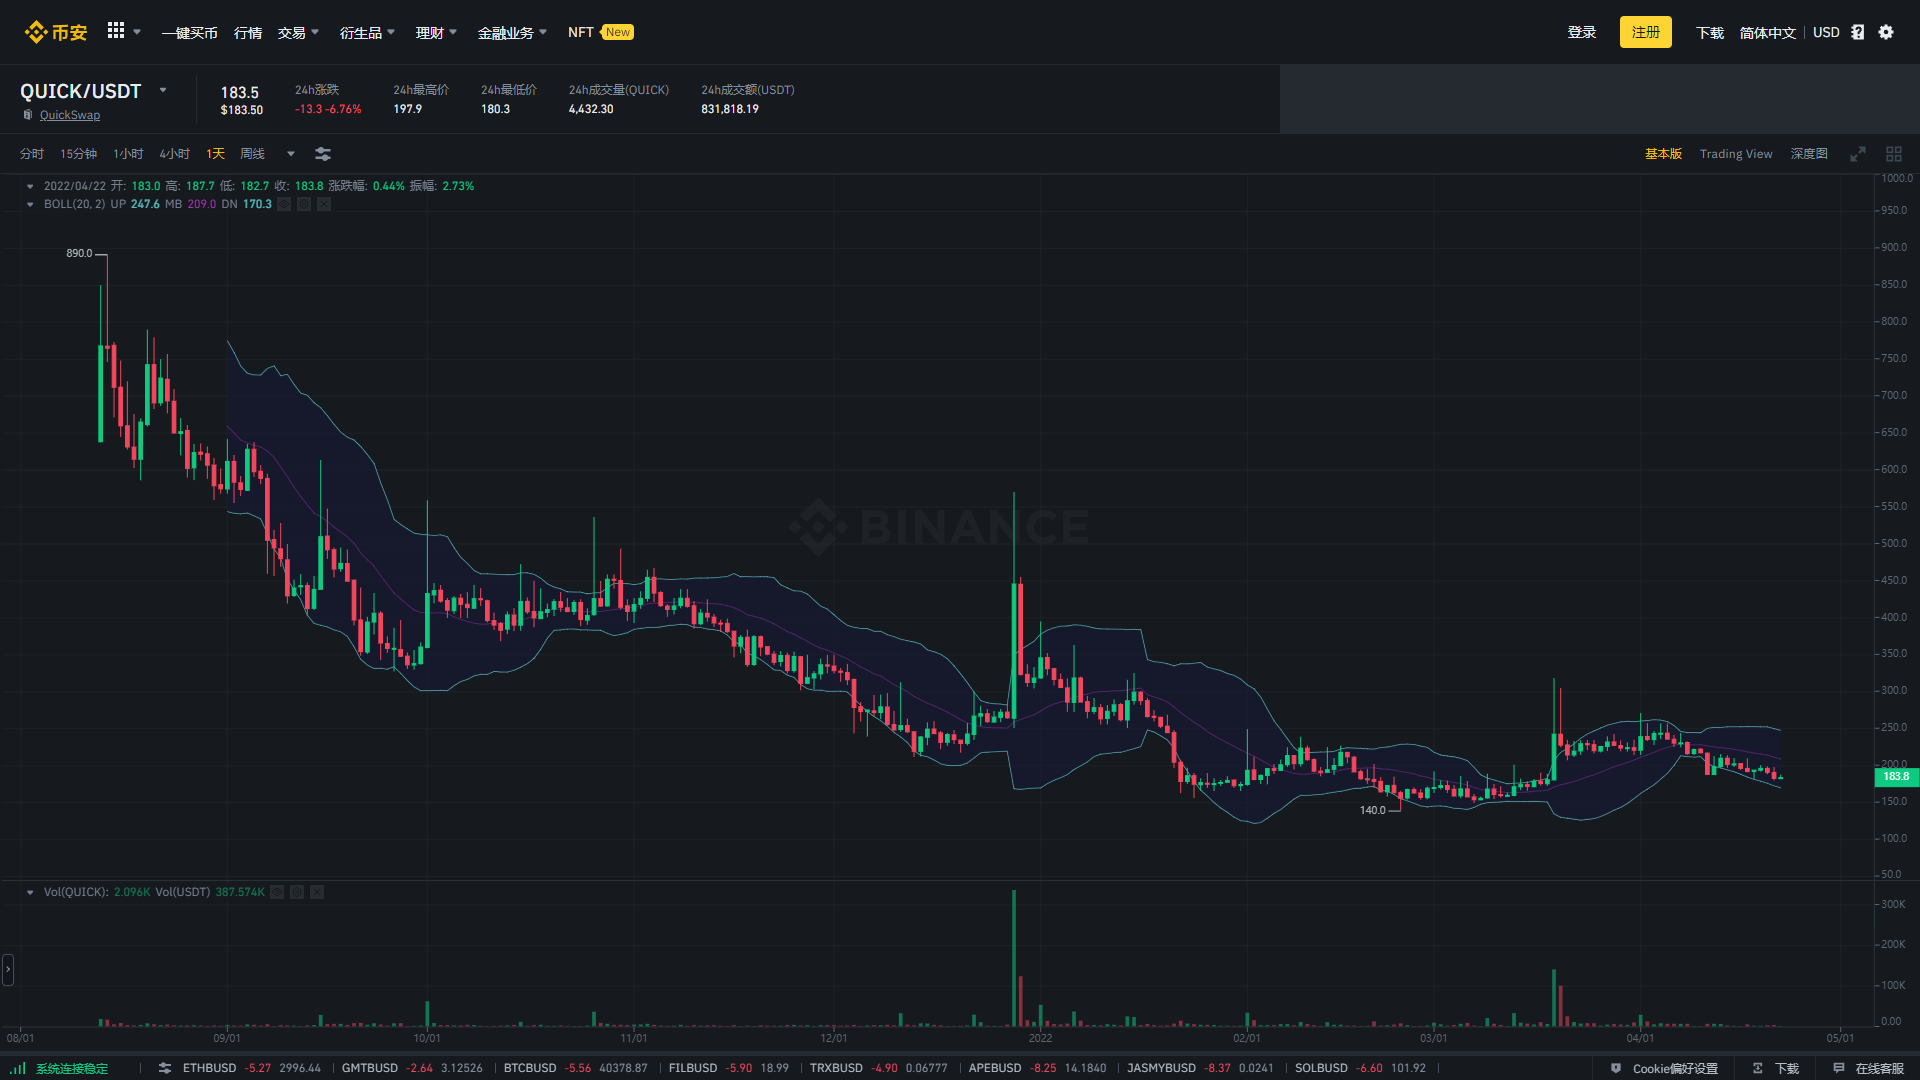 币安 一键买币 行情 交易 衍生品 理财 金融业务 NFT New 登录 注册 下载 简体中文 USD
QUICK/USDT
QuickSwap
183.5
$183.50
24h涨跌
-13.3 -6.76%
24h最高价
197.9
24h最低价
180.3
24h成交量(QUICK)
4,432.30
24h成交额(USDT)
831,818.19
分时 15分钟 1小时 4小时 1天 周线 基本版 Trading View 深度图
2022/04/22 开: 183.0 高: 187.7 低: 182.7 收: 183.8 涨跌幅: 0.44% 振幅: 2.73%
BOLL(20, 2) UP 247.6 MB 209.0 DN 170.3
1000.0
950.0
900.0
890.0
850.0
800.0
750.0
700.0
650.0
600.0
550.0
BINANCE
500.0
450.0
400.0
350.0
300.0
250.0
200.0
183.8
150.0
140.0
100.0
50.0
Vol(QUICK): 2.096K Vol(USDT) 387.574K
300K
200K
100K
0.00
08/01 09/01 10/01 11/01 12/01 2022 02/01 03/01 04/01 05/01
系统连接稳定 ETHBUSD -5.27 2996.44 GMTBUSD -2.64 3.12526 BTCBUSD -5.56 40378.87 FILBUSD -5.90 18.99 TRXBUSD -4.90 0.06777 APEBUSD -8.25 14.1840 JASMYBUSD -8.37 0.0241 SOLBUSD -6.60 101.92 Cookie偏好设置 下载 在线客服